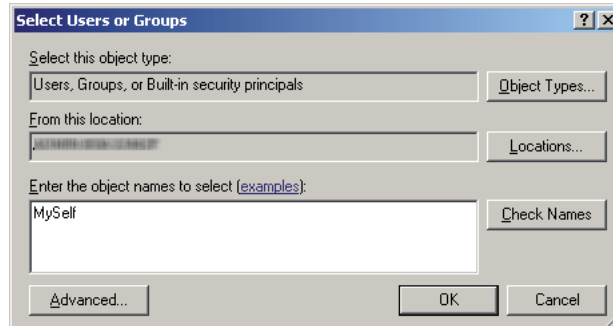 Select Users or Groups
Select this object type:
Users, Groups, or Built-in security principals
Object Types...
From this location:
Locations...
Enter the object names to select (examples):
MySelf
Check Names
Advanced...
OK
Cancel